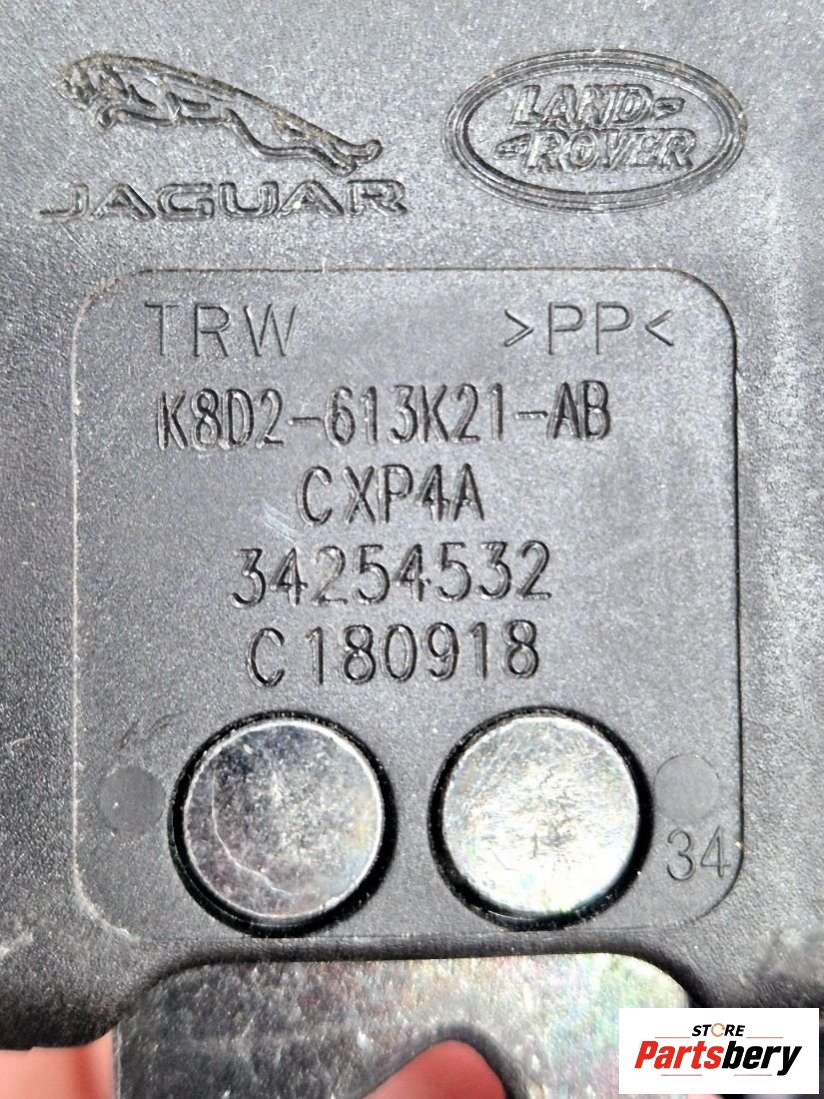 JAGUAR
LAND-
-ROVER
TRW >PP<
K8D2-613K21-AB
CXP4A
34254532
C180918
34
STORE
Partsbery